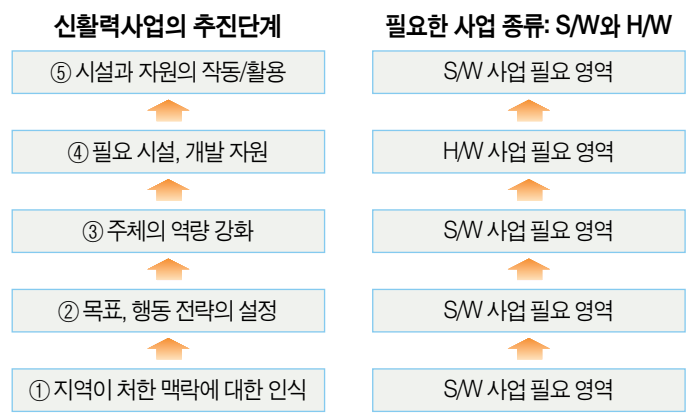 신활력사업의 추진단계
필요한 사업 종류: S/W와 H/W
⑤ 시설과 자원의 작동/활용
S/W 사업 필요 영역
④ 필요 시설, 개발 자원
H/W 사업 필요 영역
③ 주체의 역량 강화
S/W 사업 필요 영역
② 목표, 행동 전략의 설정
S/W 사업 필요 영역
① 지역이 처한 맥락에 대한 인식
S/W 사업 필요 영역